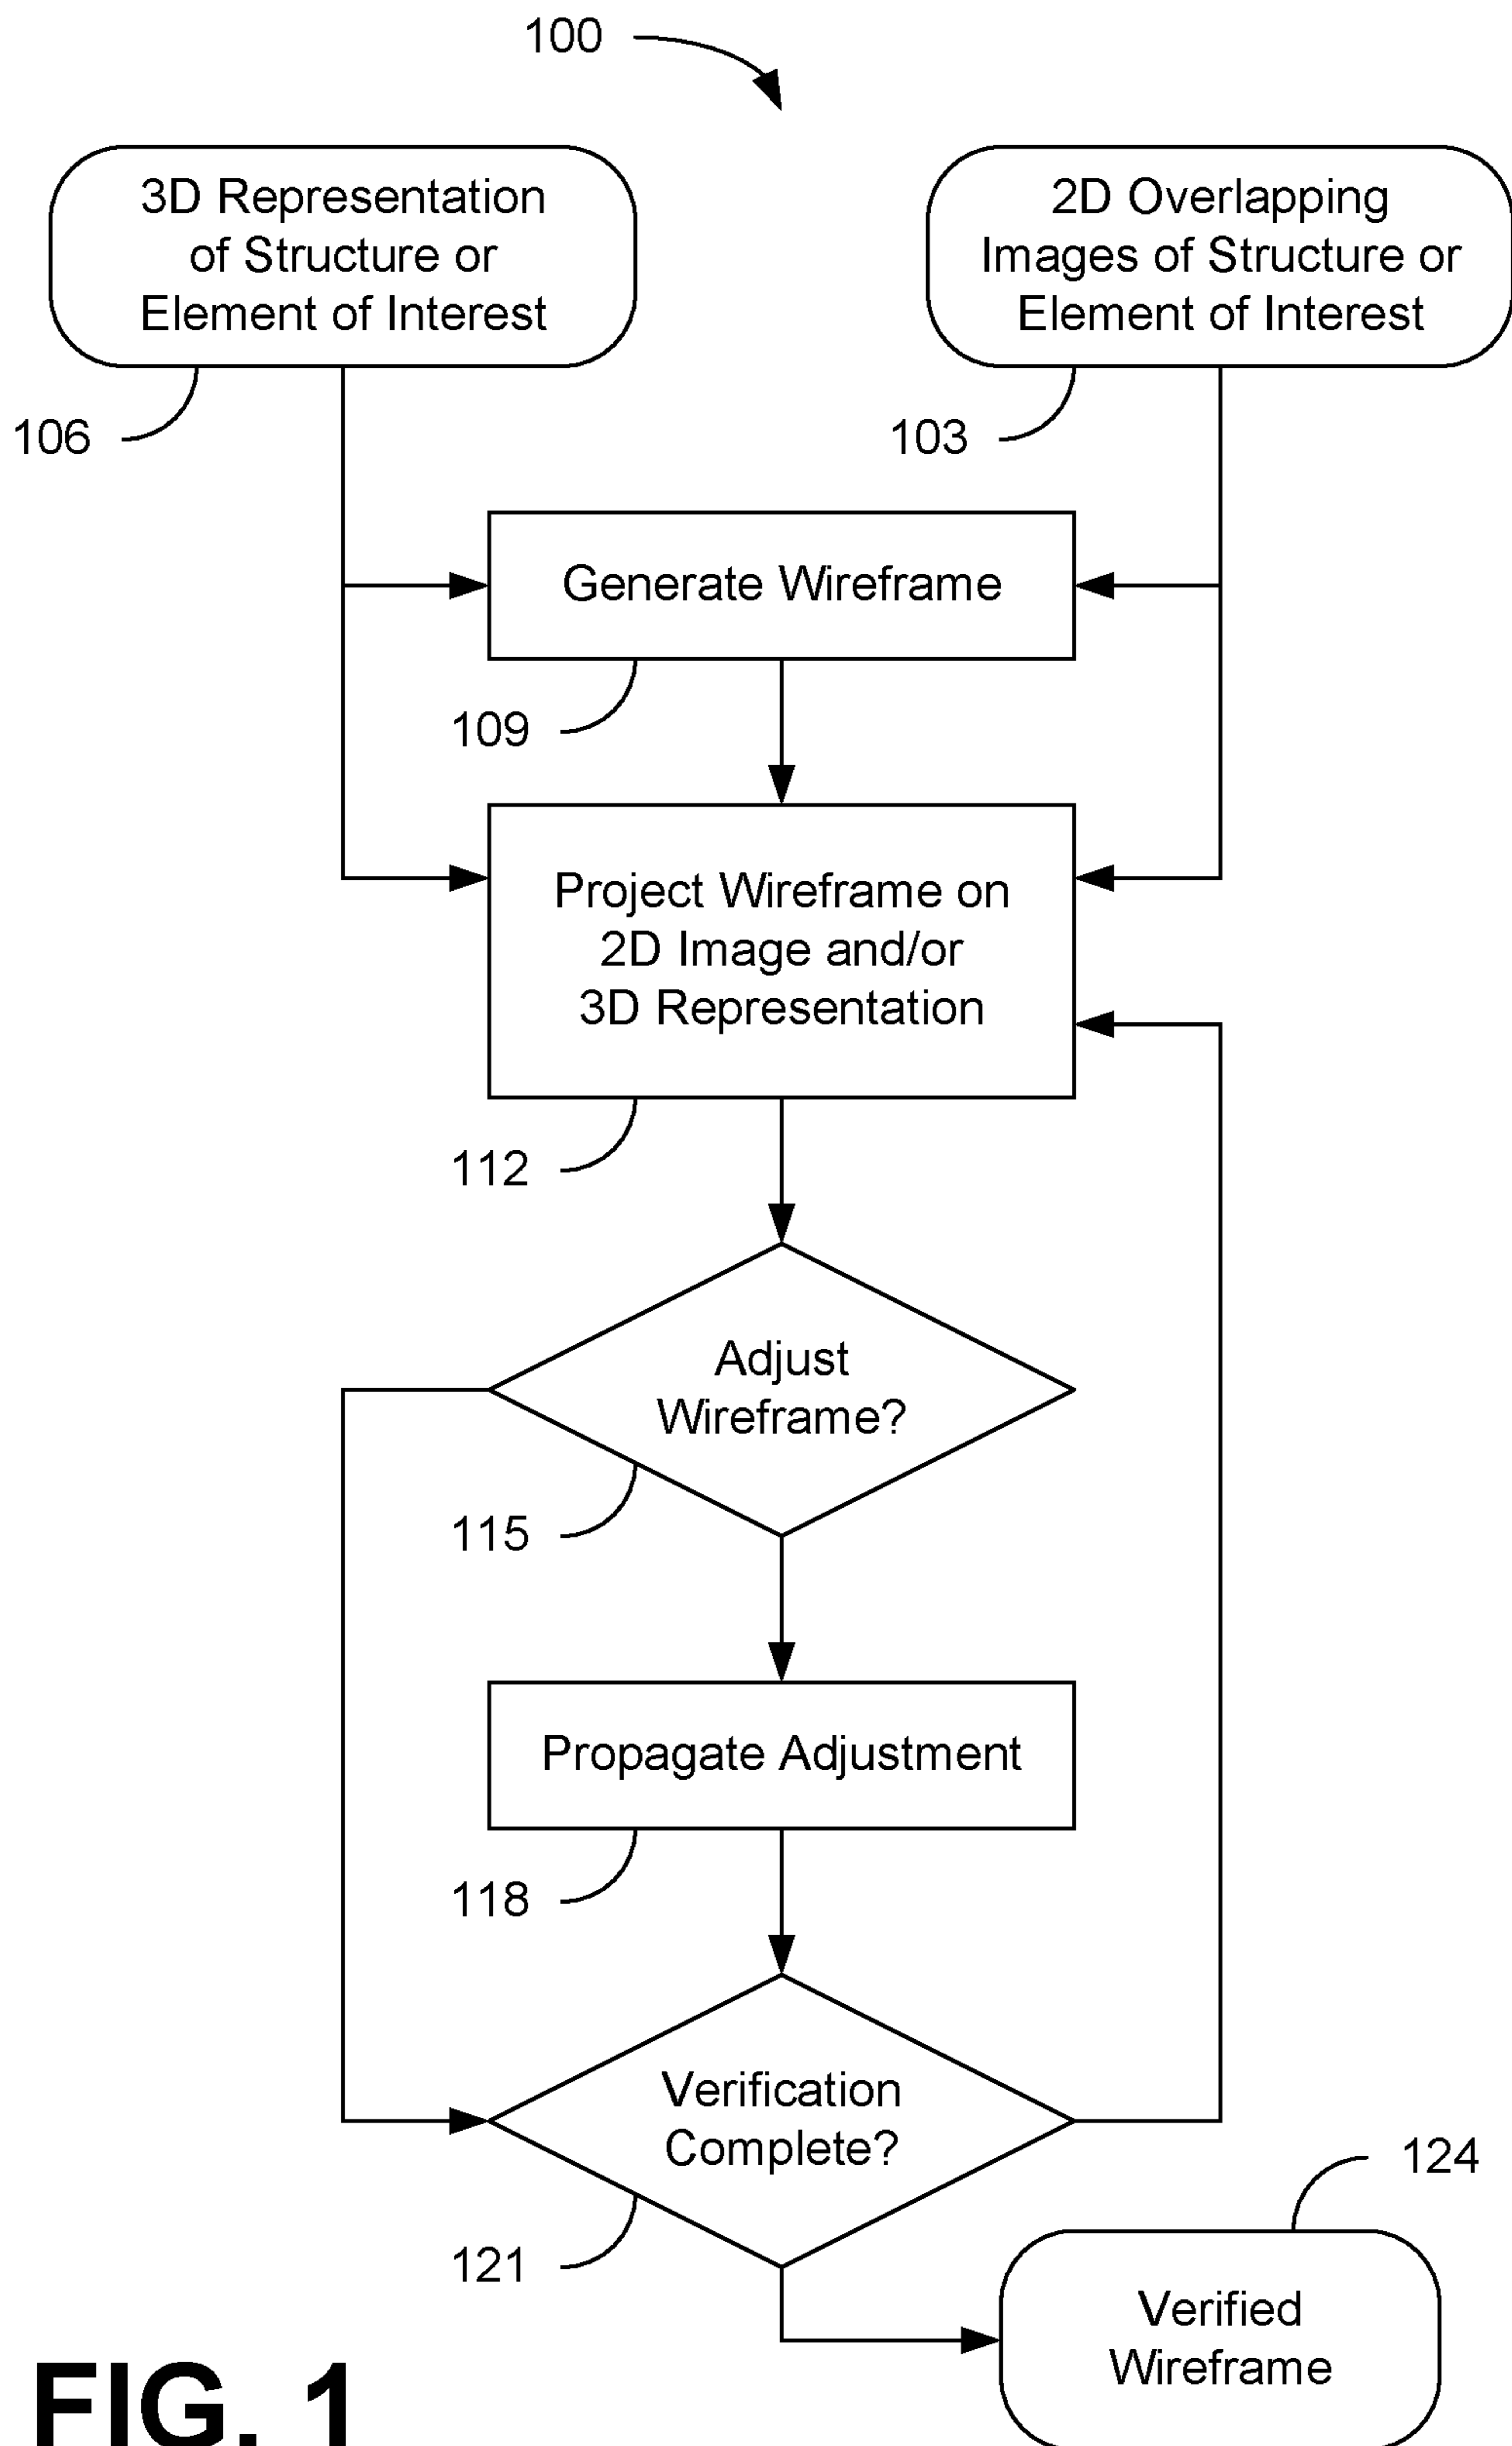 100
3D Representation
of Structure or
Element of Interest
106
2D Overlapping
Images of Structure or
Element of Interest
103
Generate Wireframe
109
Project Wireframe on
2D Image and/or
3D Representation
112
Adjust
Wireframe?
115
Propagate Adjustment
118
Verification
Complete?
121
124
Verified
Wireframe
FIG. 1